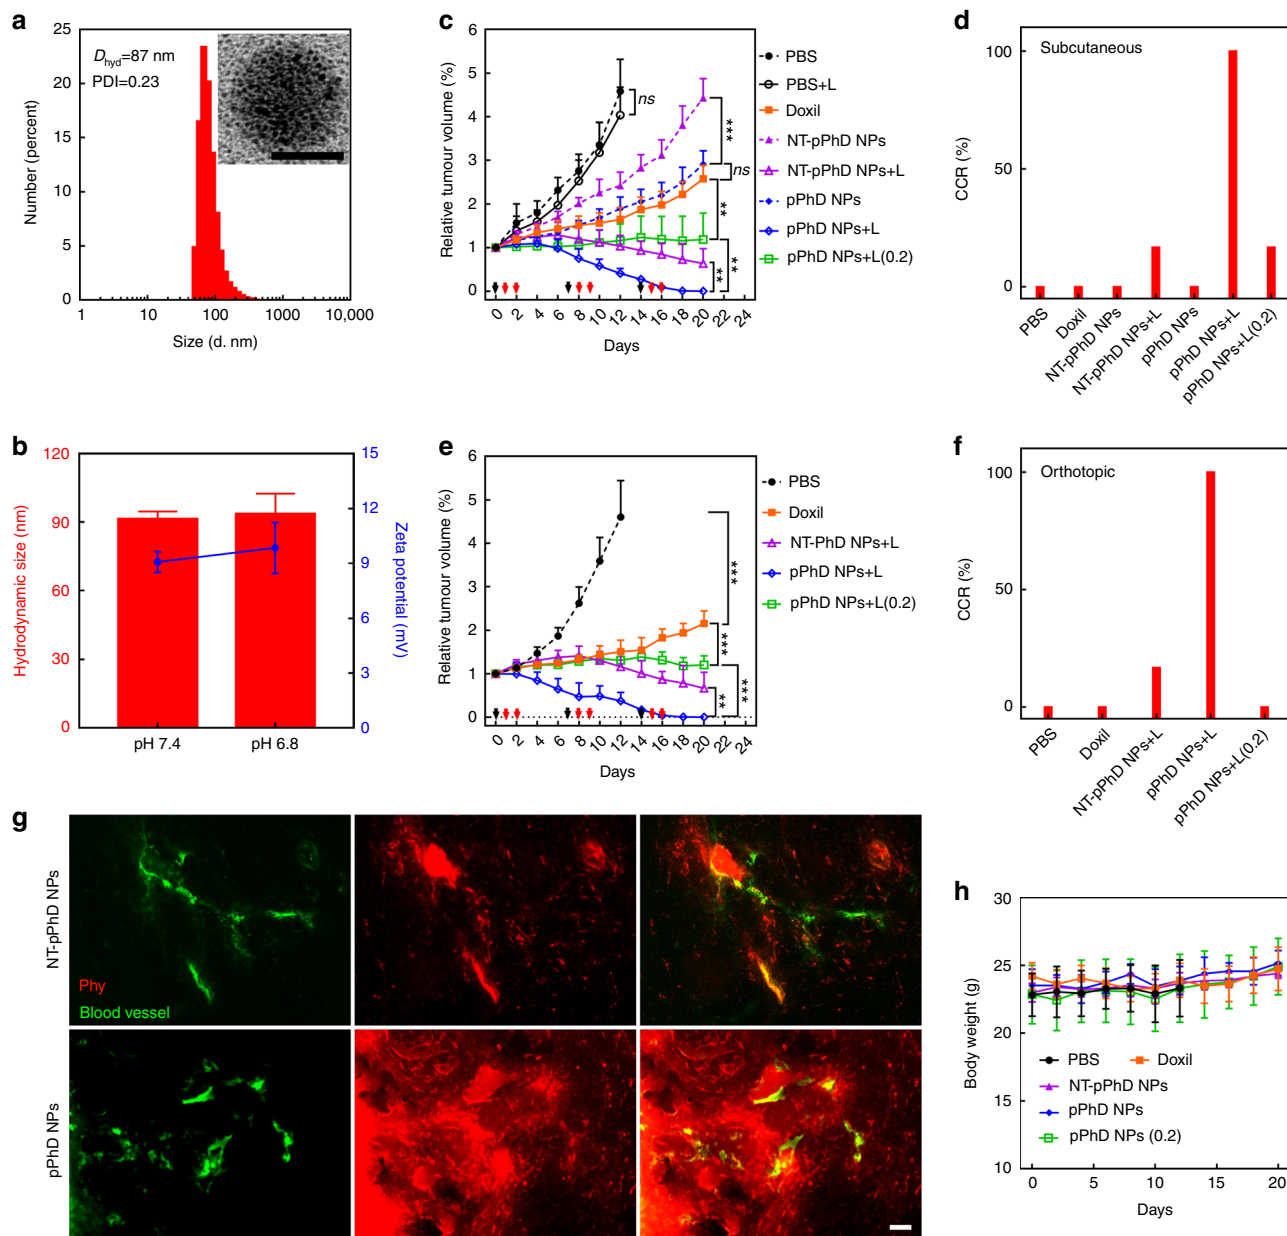 a
D hyd=87 nm
PDI=0.23
Number (percent)
25
20
15
10
5
0
1
10
100
1000
10,000
Size (d. nm)
b
Hydrodynamic size (nm)
120
90
60
30
0
15
12
9
6
3
0
Zeta potential (mV)
pH 7.4
pH 6.8
c
Relative tumour volume (%)
6
5
4
3
2
1
0
0 2 4 6 8 10 12 14 16 18 20 22 24
Days
ns
***
ns
**
**
**
PBS
PBS+L
Doxil
NT-pPhD NPs
NT-pPhD NPs+L
pPhD NPs
pPhD NPs+L
pPhD NPs+L(0.2)
d
Subcutaneous
CCR (%)
100
50
0
PBS
Doxil
NT-pPhD NPs
NT-pPhD NPs+L
pPhD NPs
pPhD NPs+L
pPhD NPs+L(0.2)
e
Relative tumour volume (%)
6
5
4
3
2
1
0
0 2 4 6 8 10 12 14 16 18 20 22 24
Days
***
***
***
**
PBS
Doxil
NT-PhD NPs+L
pPhD NPs+L
pPhD NPs+L(0.2)
f
Orthotopic
CCR (%)
100
50
0
PBS
Doxil
NT-pPhD NPs+L
pPhD NPs+L
pPhD NPs+L(0.2)
g
NT-pPhD NPs
Phy
Blood vessel
pPhD NPs
h
Body weight (g)
30
25
20
15
10
0
5
10
15
20
Days
PBS
Doxil
NT-pPhD NPs
pPhD NPs
pPhD NPs (0.2)